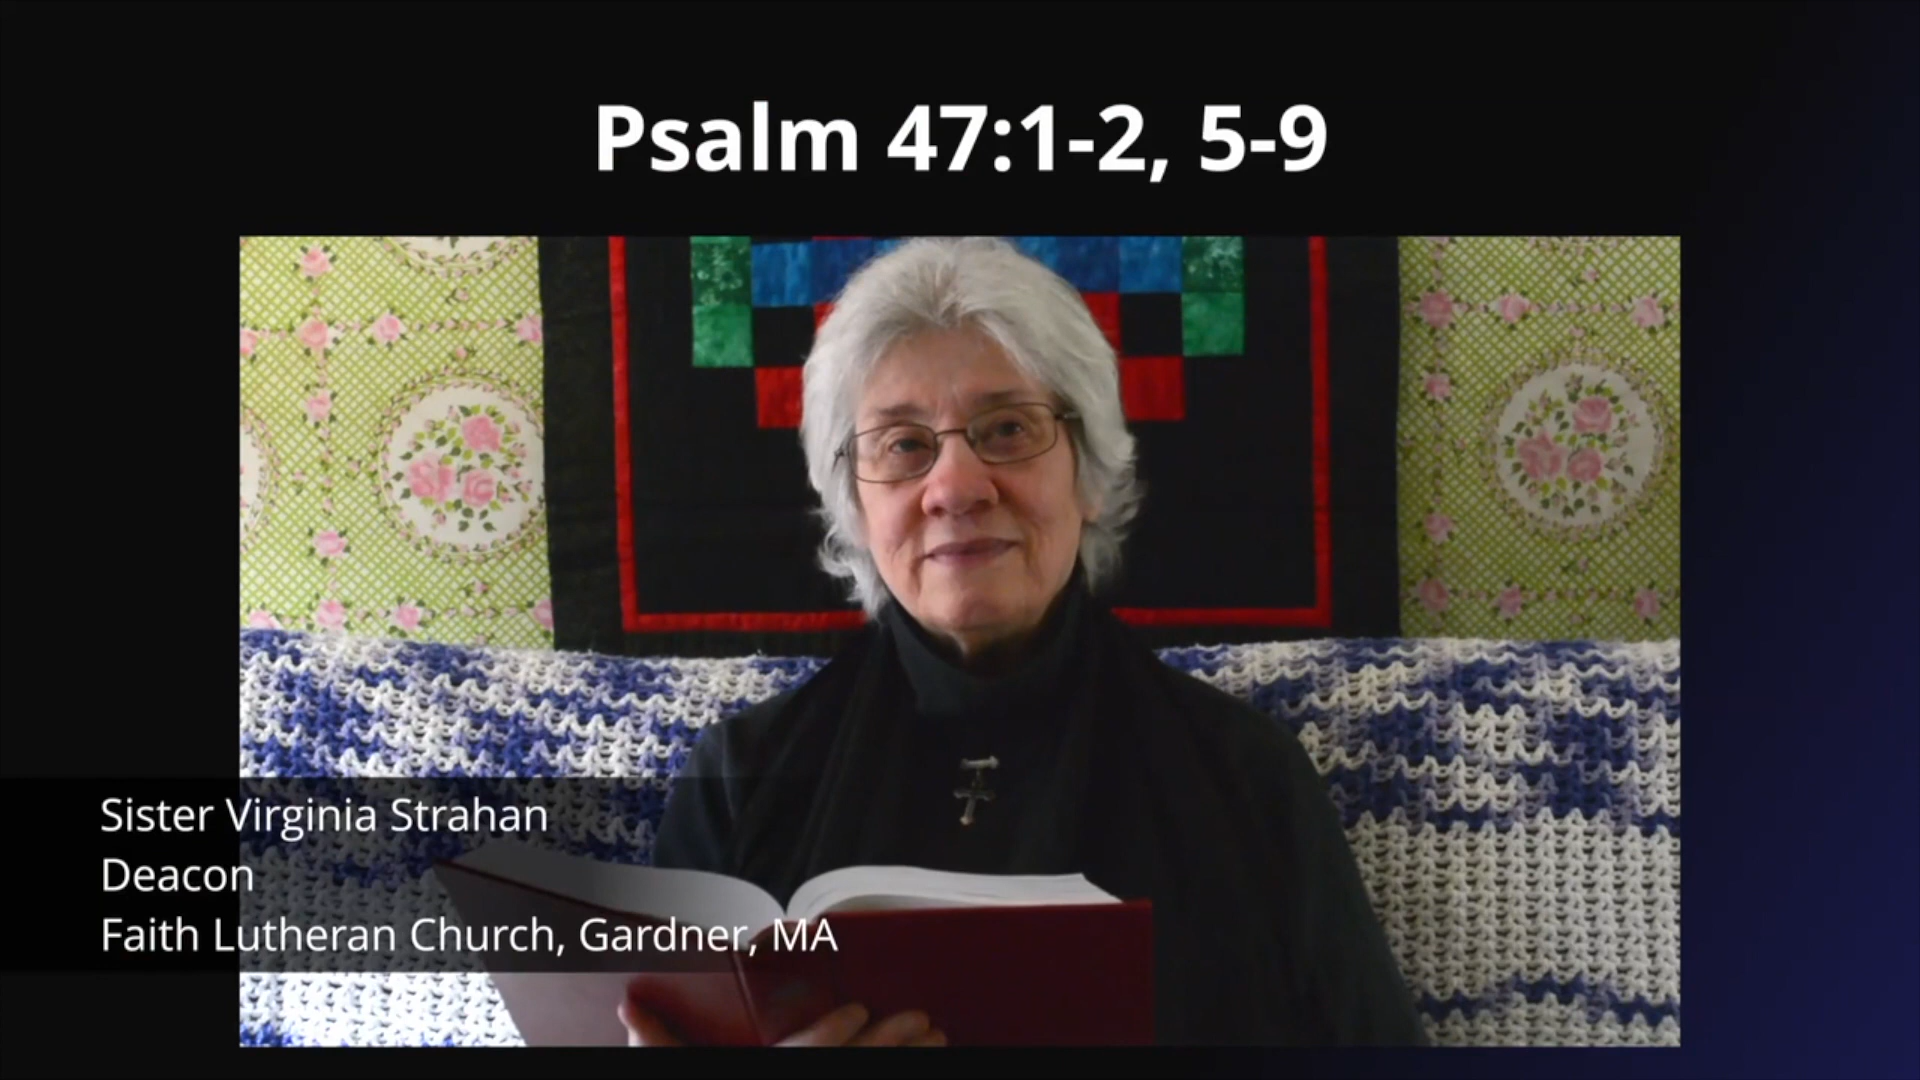 Psalm 47:1-2, 5-9
Sister Virginia Strahan
Deacon
Faith Lutheran Church, Gardner, MA